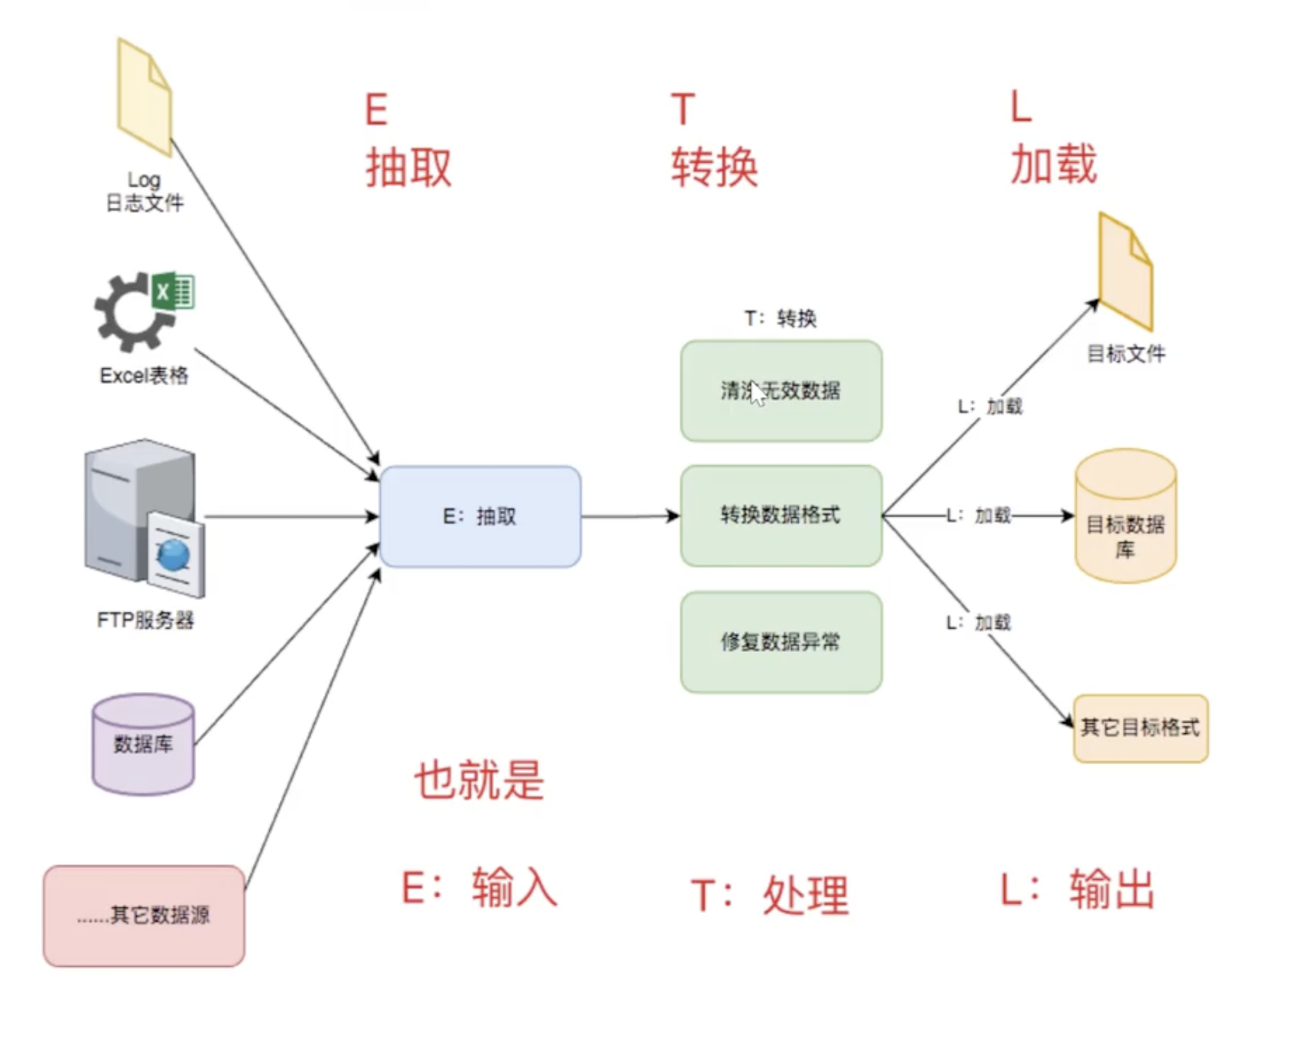 E
抽取
T
转换
L
加载
Log
日志文件
Excel表格
FTP服务器
数据库
......其它数据源
E：抽取
T：转换
清洗无效数据
转换数据格式
修复数据异常
L：加载
L：加载
L：加载
目标文件
目标数据
库
其它目标格式
也就是
E：输入
T：处理
L：输出